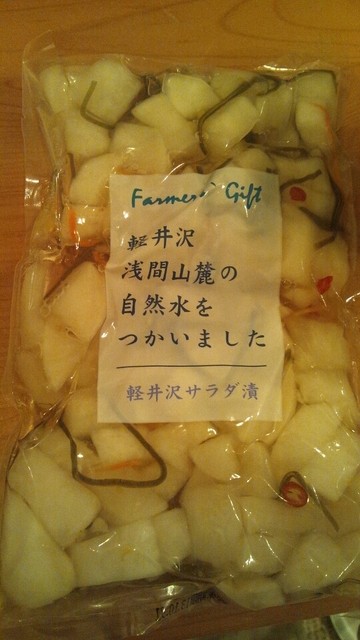 Farmers' Gift
軽井沢
浅間山麓の
自然水を
つかいました
軽井沢サラダ漬